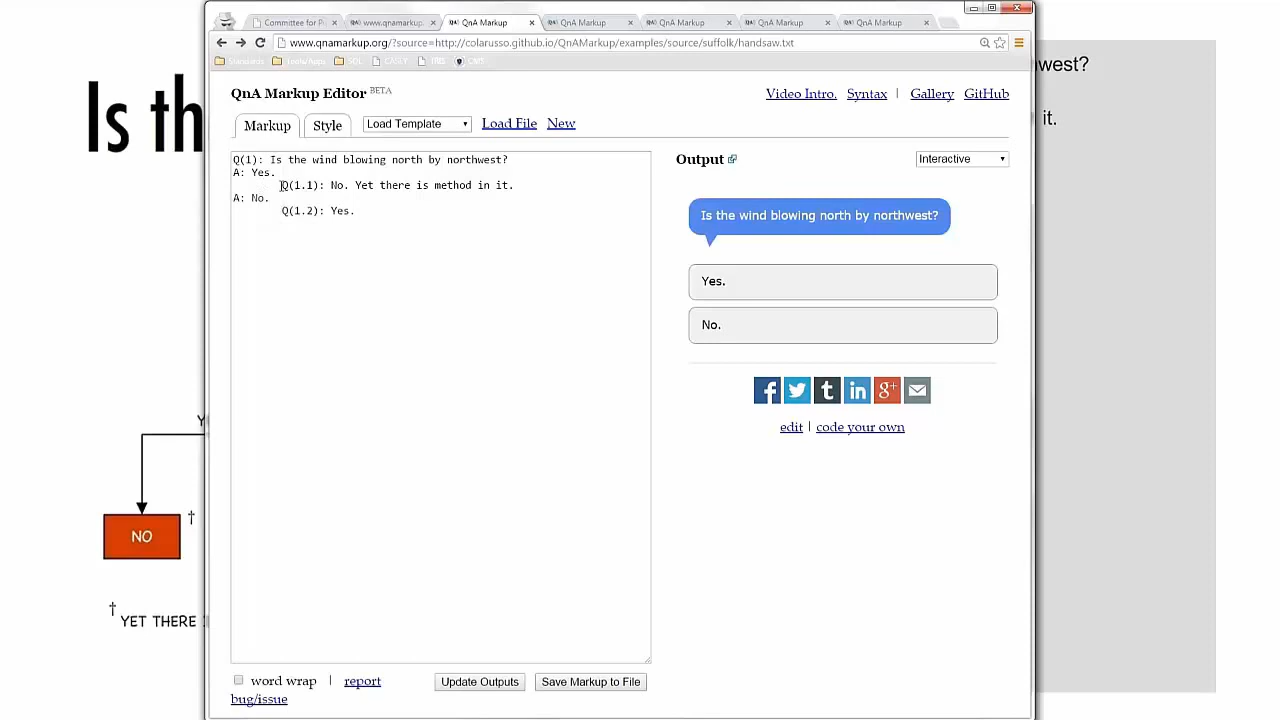 Committee for P
www.qnamarkup.
QnA Markup
QnA Markup
QnA Markup
QnA Markup
QnA Markup
www.qnamarkup.org/?source=http://colarusso.github.io/QnAMarkup/examples/source/suffolk/handsaw.txt
QnA Markup Editor BETA
Video Intro. Syntax | Gallery GitHub
Markup Style Load Template Load File New
Q(1): Is the wind blowing north by northwest?
A: Yes.
Q(1.1): No. Yet there is method in it.
A: No.
Q(1.2): Yes.
Output Interactive
Is the wind blowing north by northwest?
Yes.
No.
edit | code your own
word wrap | report
bug/issue
Update Outputs Save Markup to File
Is th
nwest?
it.
NO †
† YET THERE